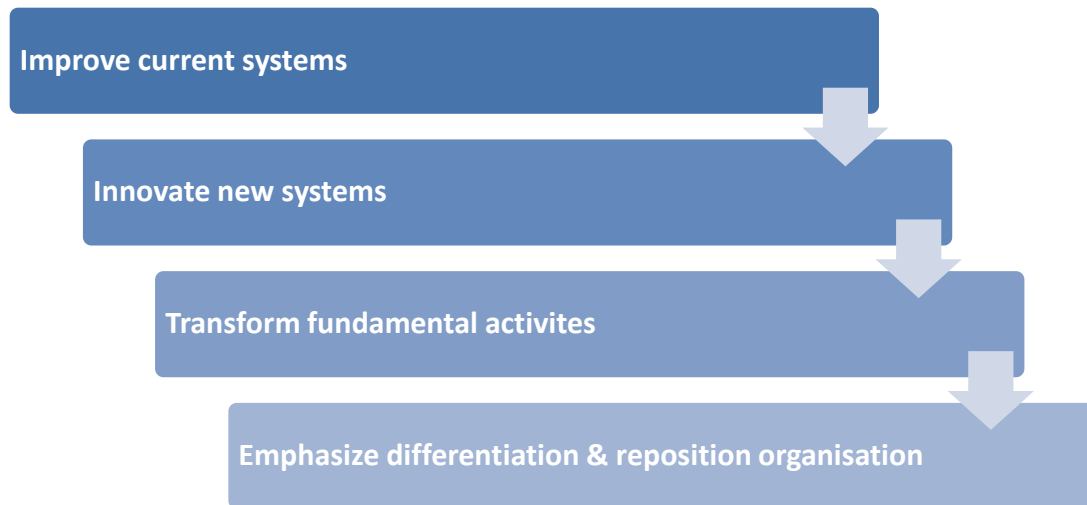 Improve current systems
Innovate new systems
Transform fundamental activites
Emphasize differentiation & reposition organisation